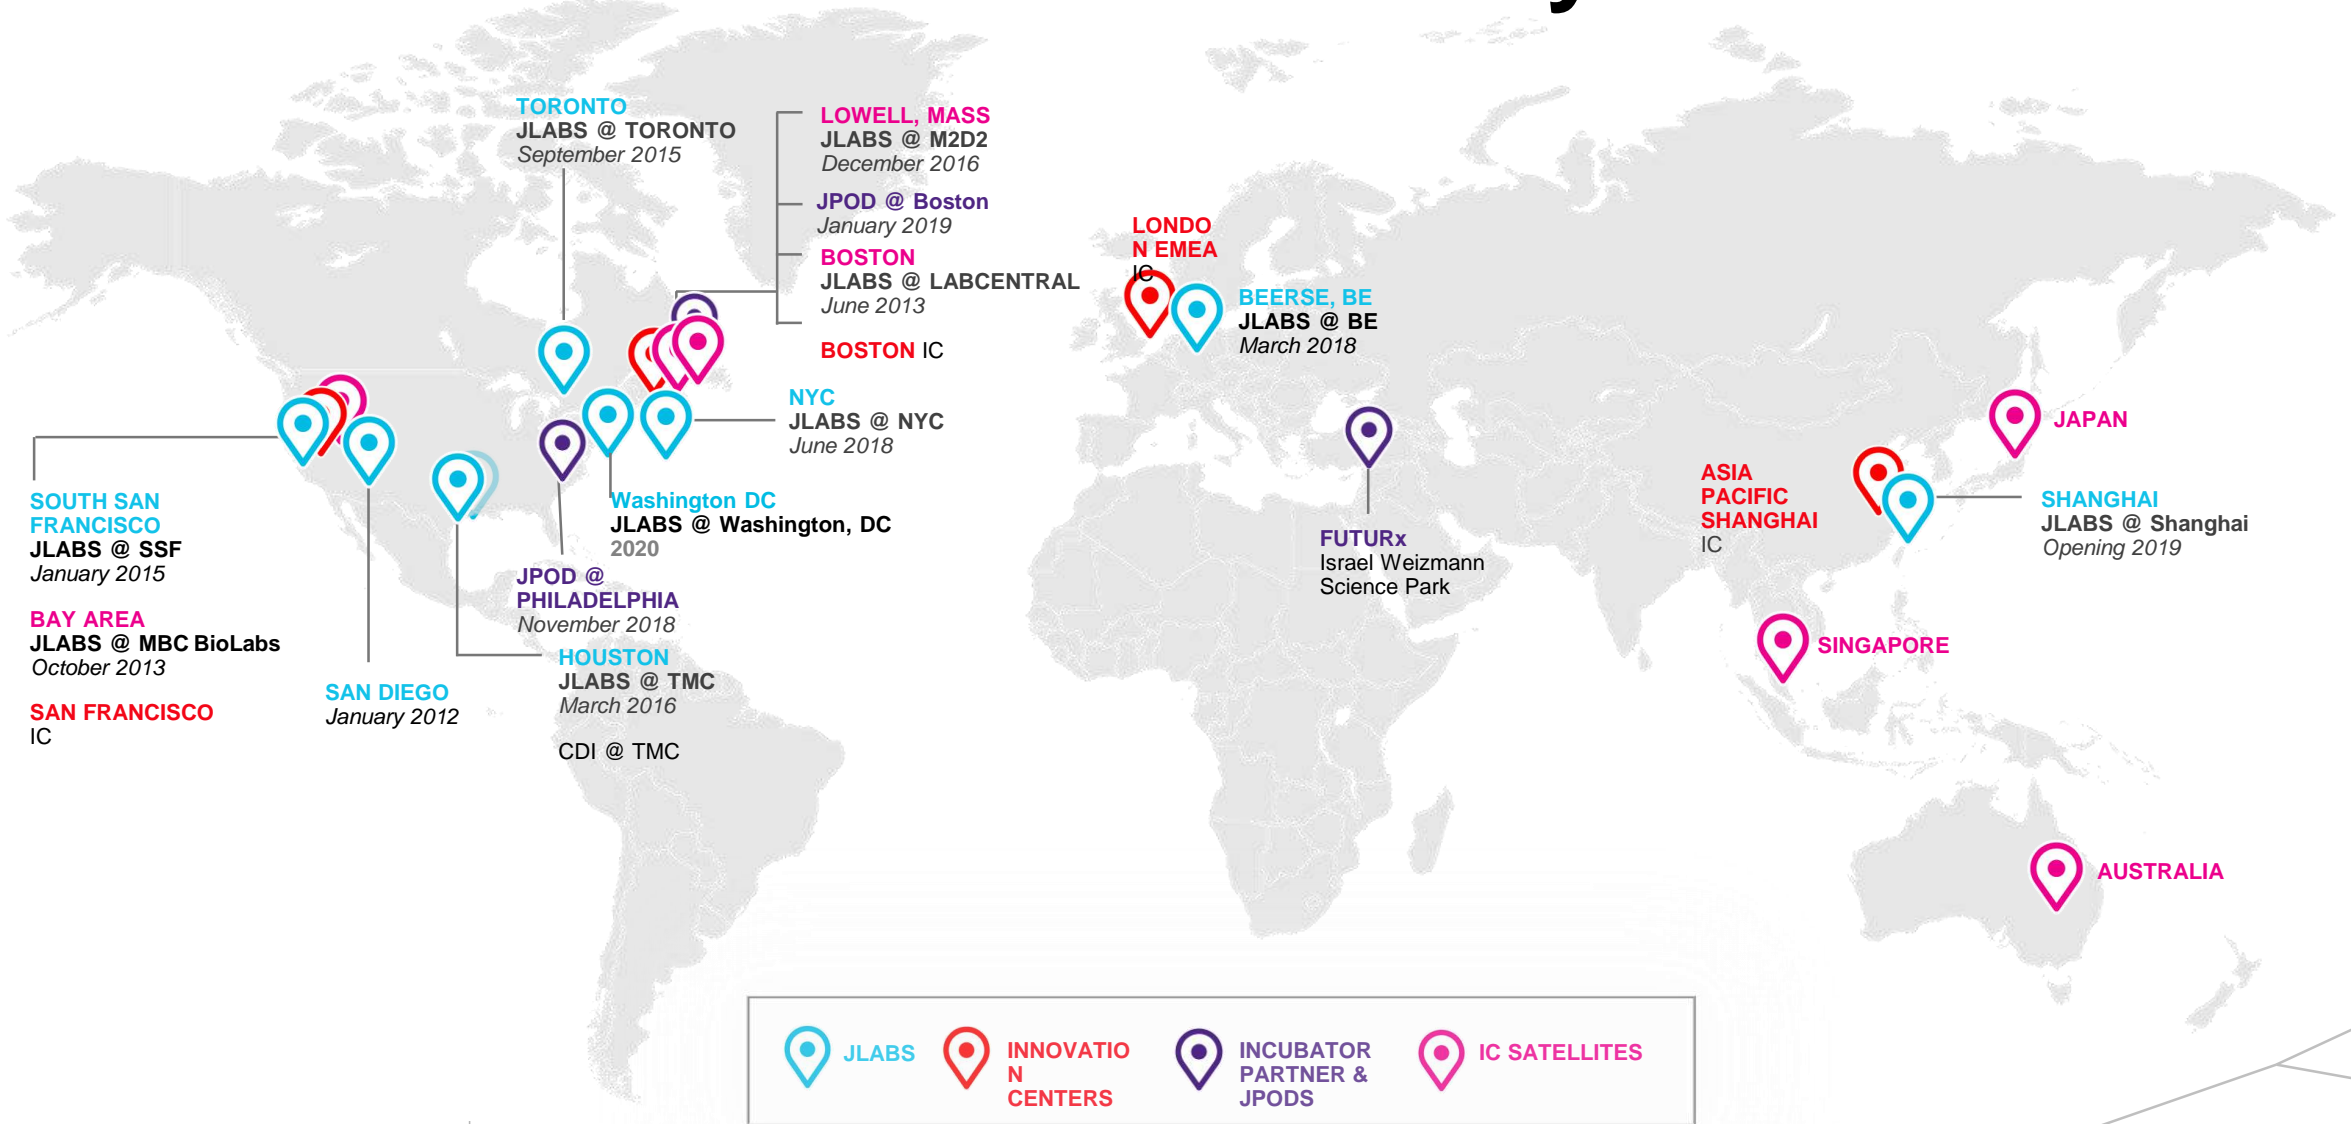 TORONTO
JLABS @ TORONTO
September 2015
LOWELL, MASS
JLABS @ M2D2
December 2016
JPOD @ Boston
January 2019
BOSTON
JLABS @ LABCENTRAL
June 2013
BOSTON IC
NYC
JLABS @ NYC
June 2018
LONDO
N EMEA
IC
BEERSE, BE
JLABS @ BE
March 2018
JAPAN
ASIA
PACIFIC
SHANGHAI
IC
SHANGHAI
JLABS @ Shanghai
Opening 2019
SOUTH SAN
FRANCISCO
JLABS @ SSF
January 2015
BAY AREA
JLABS @ MBC BioLabs
October 2013
SAN FRANCISCO
IC
SAN DIEGO
January 2012
Washington DC
JLABS @ Washington, DC
2020
JPOD @
PHILADELPHIA
November 2018
HOUSTON
JLABS @ TMC
March 2016
CDI @ TMC
FUTURx
Israel Weizmann
Science Park
SINGAPORE
AUSTRALIA
JLABS
INNOVATIO
N
CENTERS
INCUBATOR
PARTNER &
JPODS
IC SATELLITES